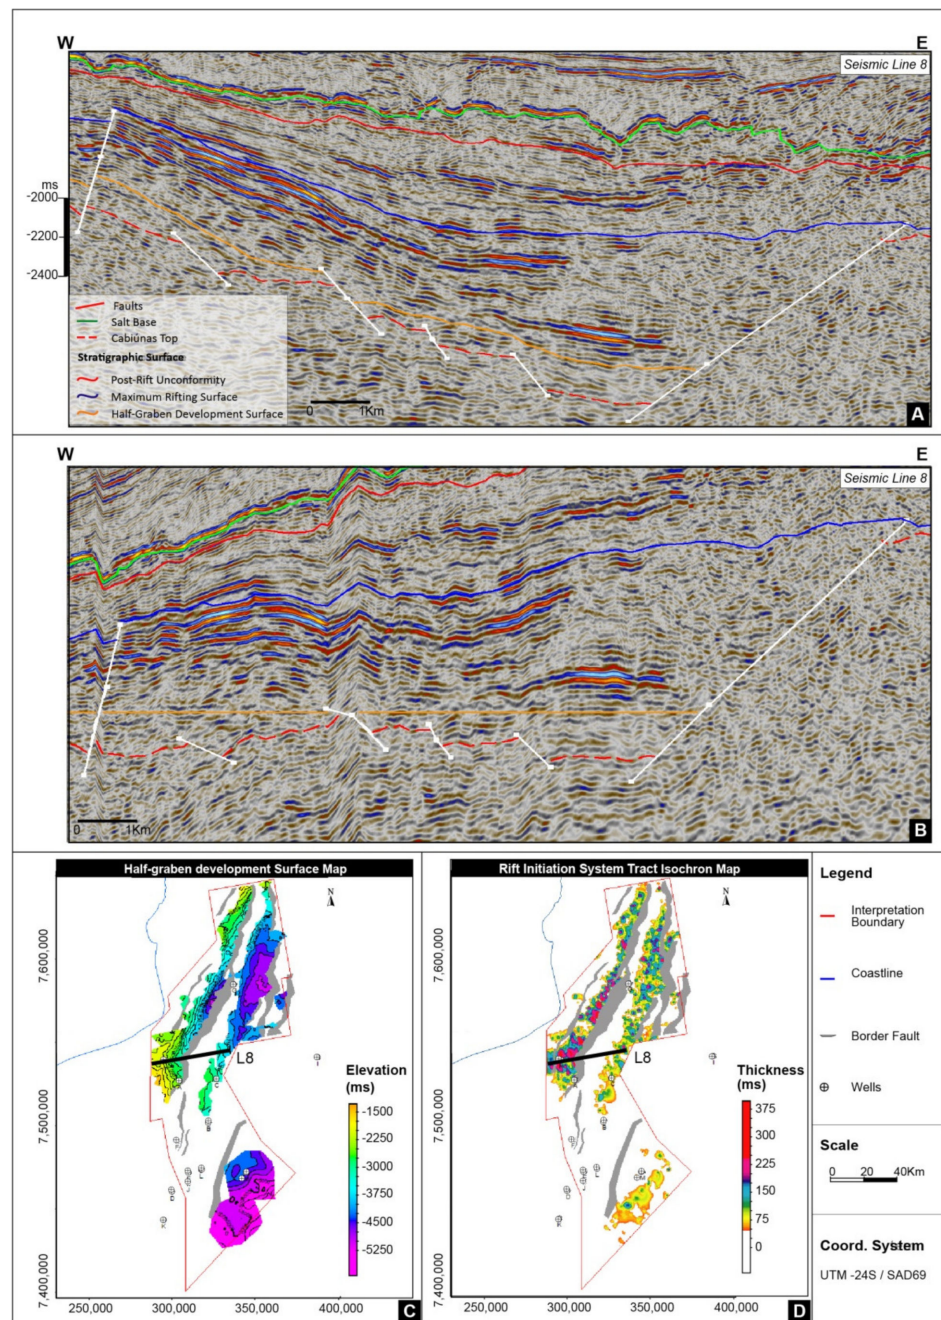 W
E
Seismic Line 8
ms
-2000
-2200
-2400
Faults
Salt Base
Cabiúnas Top
Stratigraphic Surface
Post-Rift Unconformity
Maximum Rifting Surface
Half-Graben Development Surface
0 1Km
A
W
E
Seismic Line 8
0 1Km
B
Half-graben development Surface Map
N
7,600,000
7,500,000
7,400,000
L8
Elevation
(ms)
-1500
-2250
-3000
-3750
-4500
-5250
250,000 300,000 350,000 400,000
C
Rift Initiation System Tract Isochron Map
N
7,600,000
7,500,000
7,400,000
L8
Thickness
(ms)
375
300
225
150
75
0
250,000 300,000 350,000 400,000
D
Legend
Interpretation
Boundary
Coastline
Border Fault
Wells
Scale
0 20 40Km
Coord. System
UTM -24S / SAD69